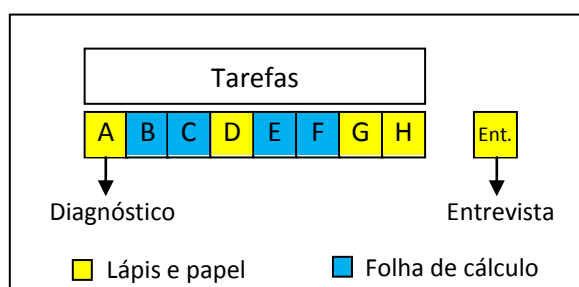 Tarefas
A B C D E F G H Ent.
Diagnóstico Entrevista
Lápis e papel Folha de cálculo